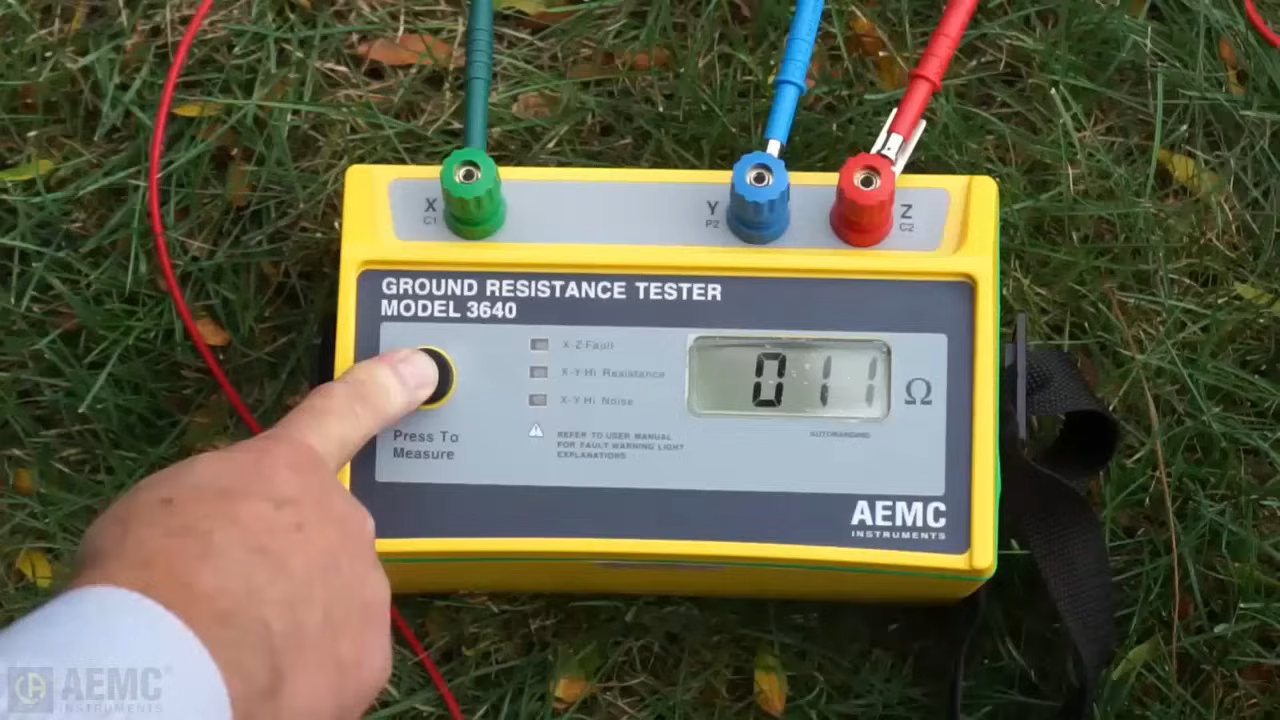 X
C1
Y
P2
Z
C2
GROUND RESISTANCE TESTER
MODEL 3640
X-Z Fault
X-Y Hi Resistance
X-Y Hi Noise
011 Ω
AUTORANGING
Press To
Measure
REFER TO USER MANUAL
FOR FAULT WARNING LIGHT
EXPLANATIONS
AEMC
INSTRUMENTS
AEMC®
INSTRUMENTS